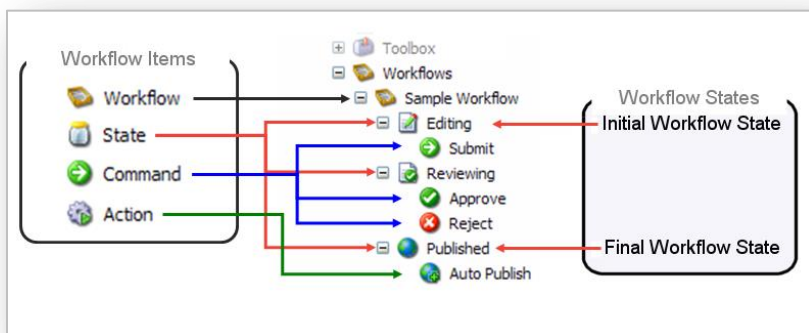 Workflow Items
Workflow
State
Command
Action
Toolbox
Workflows
Sample Workflow
Editing
Submit
Reviewing
Approve
Reject
Published
Auto Publish
Workflow States
Initial Workflow State
Final Workflow State